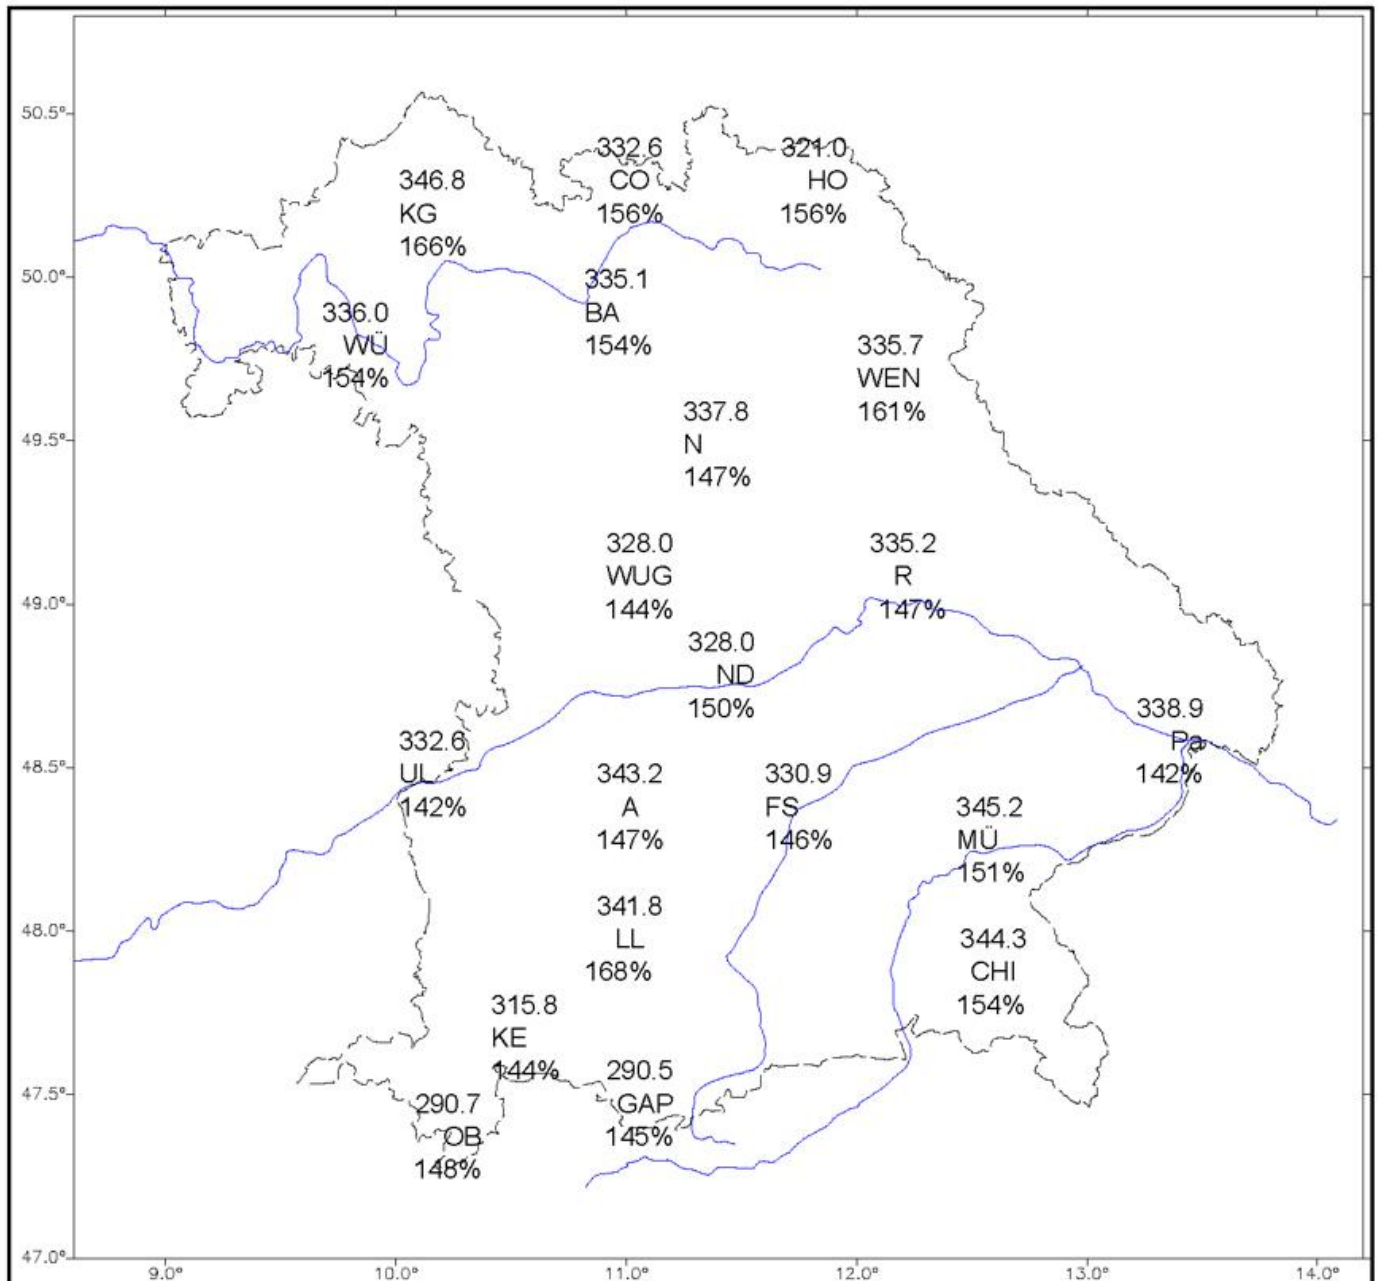 50.5°
332.6
CO
156%
321.0
HO
156%
346.8
KG
166%
50.0°
335.1
BA
154%
336.0
WÜ
154%
335.7
WEN
161%
49.5°
337.8
N
147%
328.0
WUG
144%
335.2
R
147%
49.0°
328.0
ND
150%
338.9
Pa
142%
332.6
UL
142%
48.5°
343.2
A
147%
330.9
FS
146%
345.2
MÜ
151%
341.8
LL
168%
48.0°
344.3
CHI
154%
315.8
KE
144%
290.5
GAP
145%
47.5°
290.7
OB
148%
47.0°
9.0° 10.0° 11.0° 12.0° 13.0° 14.0°